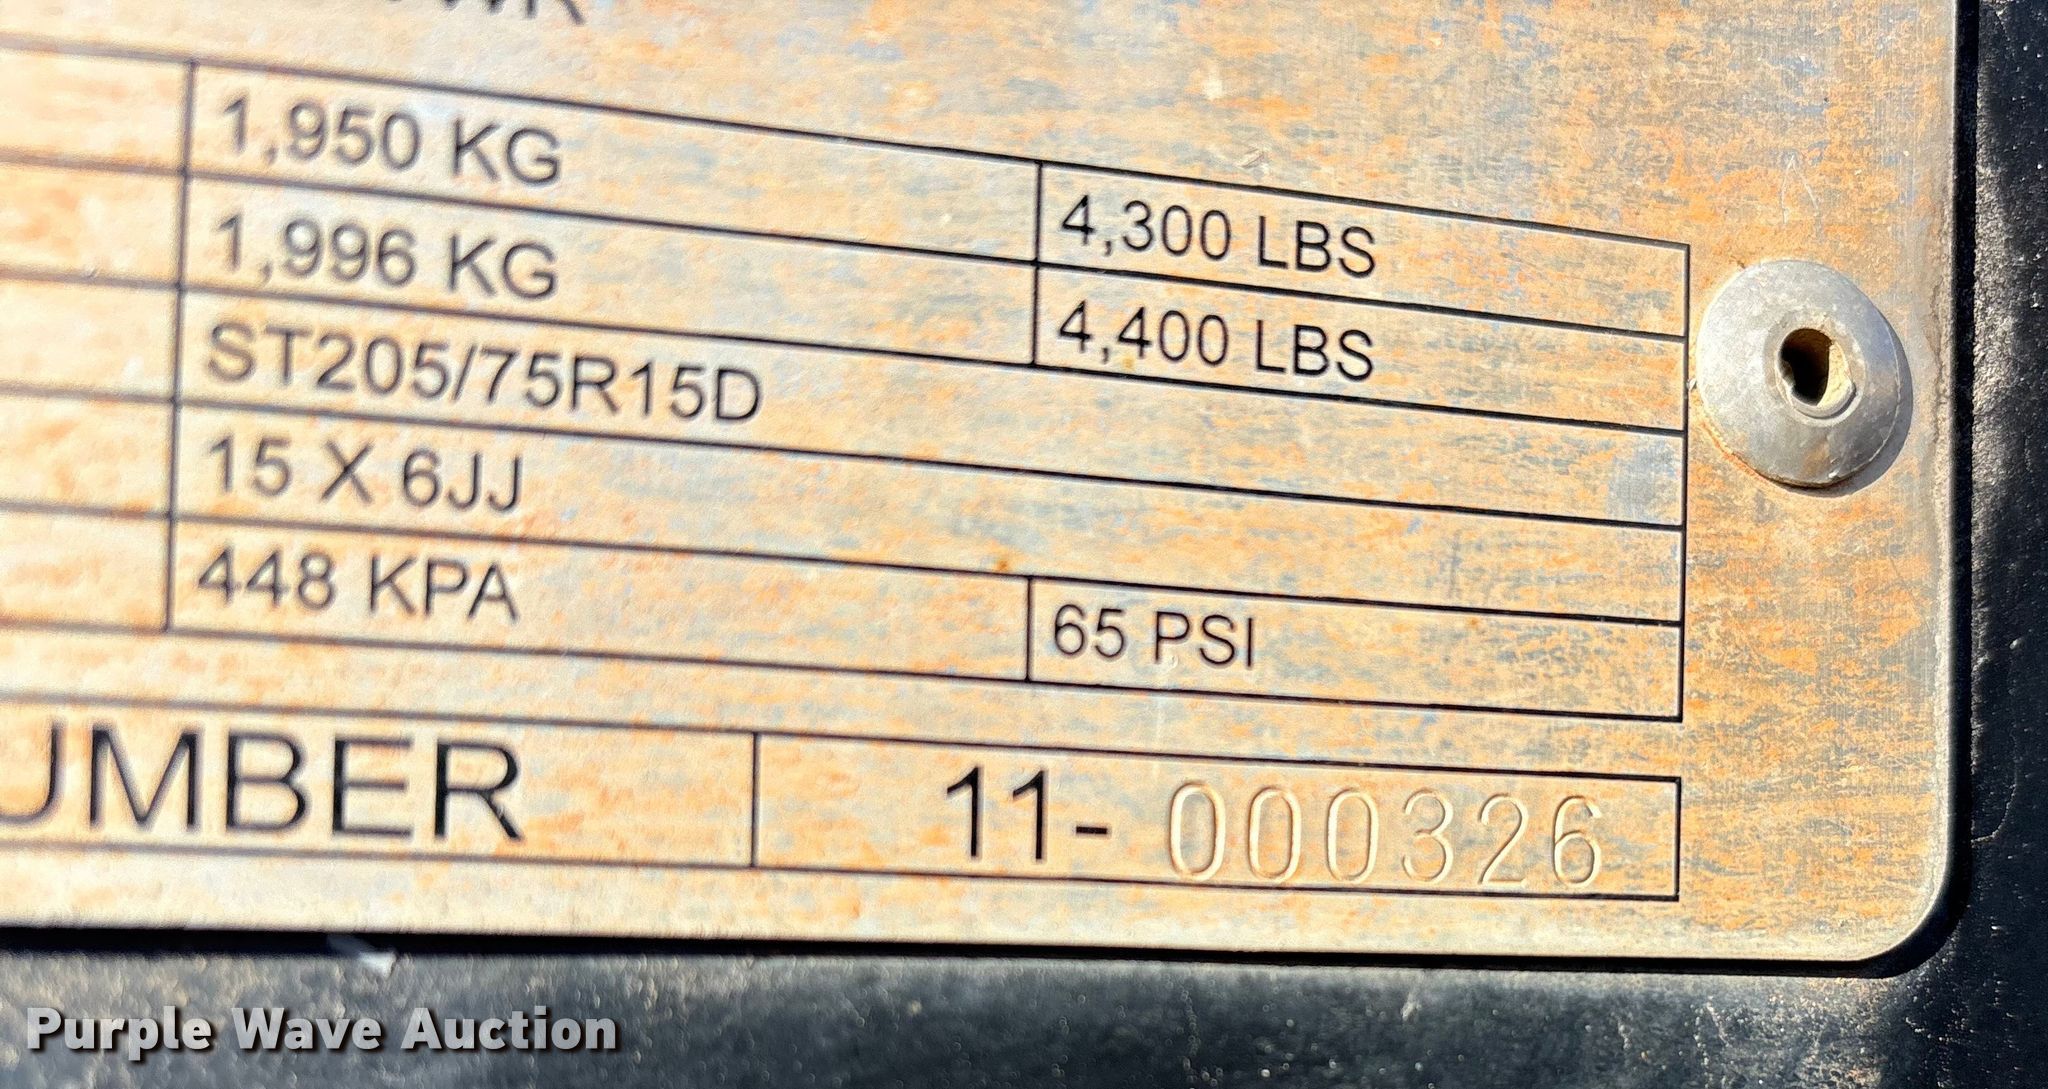 1,950 KG 4,300 LBS
1,996 KG 4,400 LBS
ST205/75R15D
15 X 6JJ
448 KPA 65 PSI
UMBER 11-000326
Purple Wave Auction